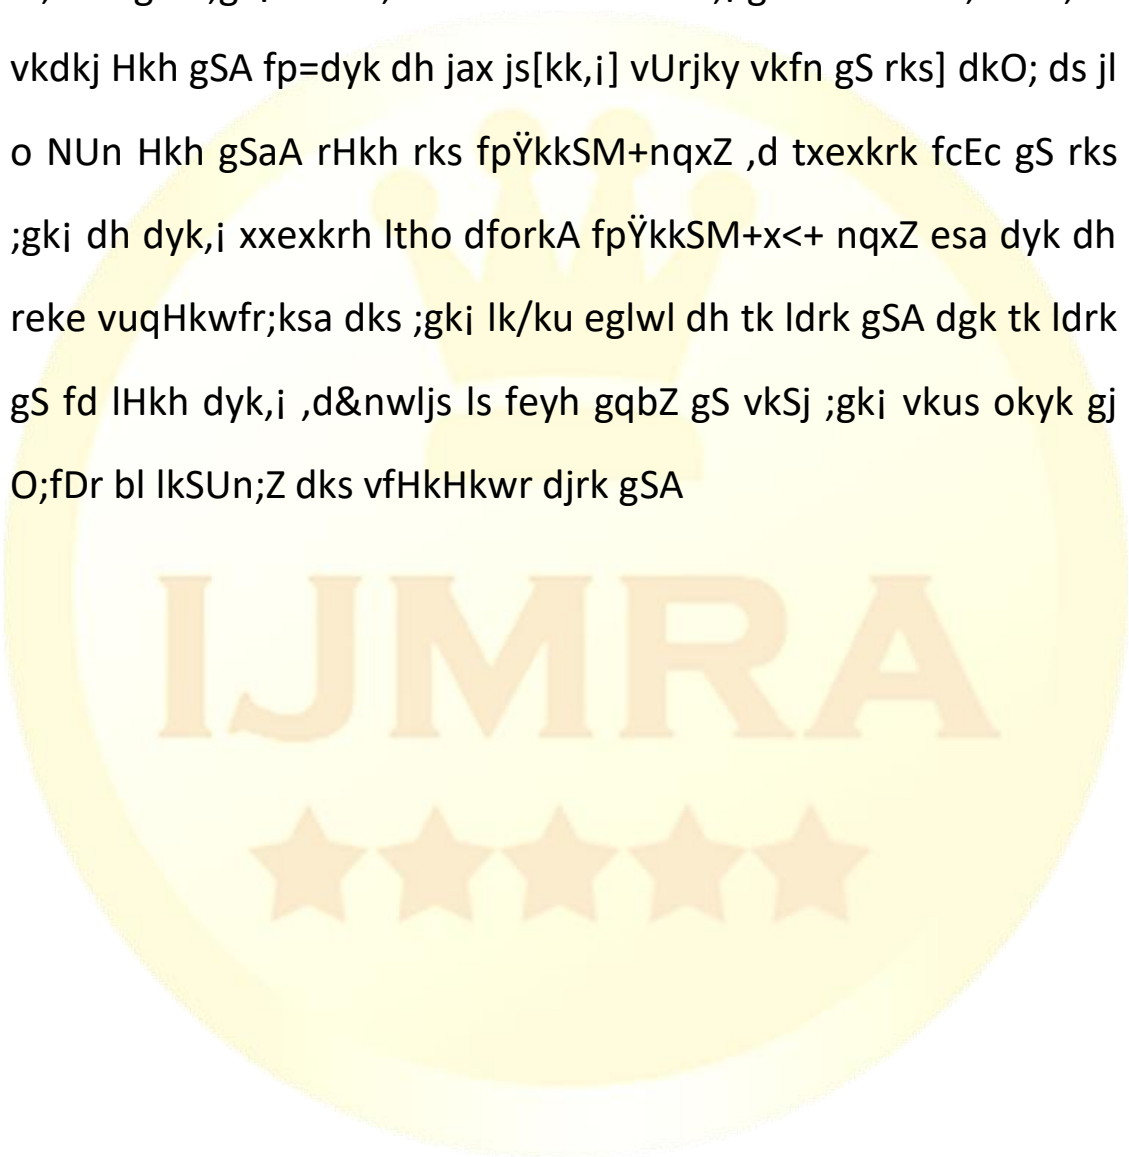 vkdkj Hkh gSA fp=dyk dh jax js[kk,¡] vUrjky vkfn gS rks] dkO; ds jl
o NUn Hkh gSaA rHkh rks fpŸkkSM+nqxZ ,d txexkrk fcEc gS rks
;gk¡ dh dyk,¡ xxexkrh ltho dforkA fpŸkkSM+x<+ nqxZ esa dyk dh
reke vuqHkwfr;ksa dks ;gk¡ lk/ku eglwl dh tk ldrk gSA dgk tk ldrk
gS fd lHkh dyk,¡ ,d&nwljs ls feyh gqbZ gS vkSj ;gk¡ vkus okyk gj
O;fDr bl lkSUn;Z dks vfHkHkwr djrk gSA
IJMRA